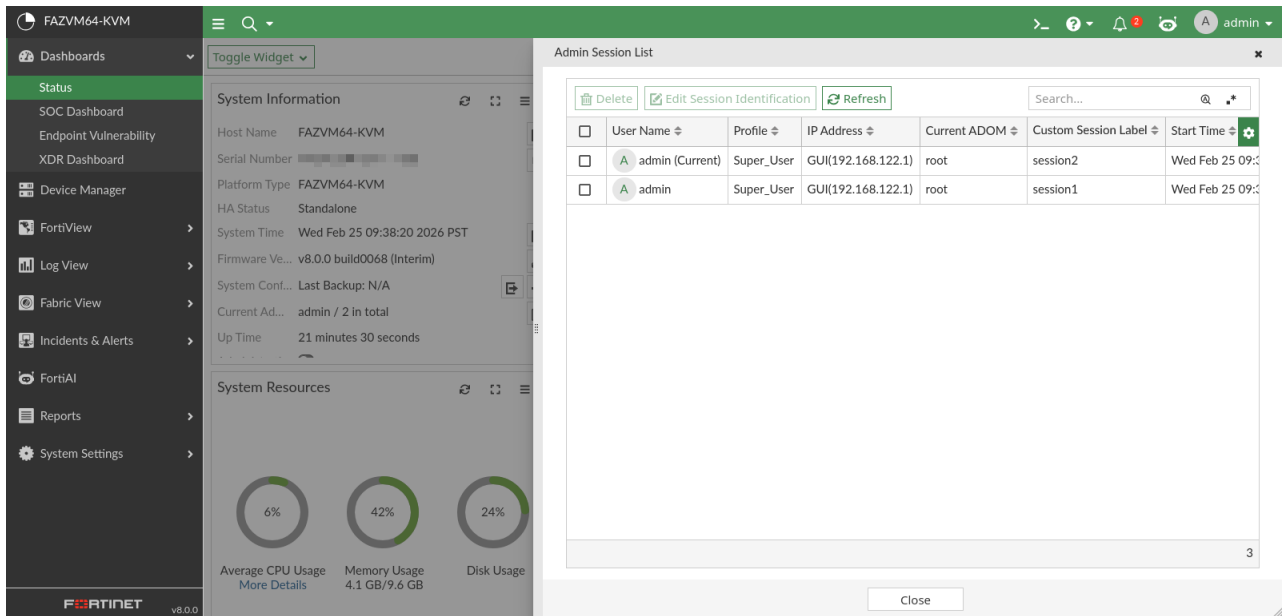 FAZVM64-KVM
admin
Dashboards
Status
SOC Dashboard
Endpoint Vulnerability
XDR Dashboard
Device Manager
FortiView
Log View
Fabric View
Incidents & Alerts
FortiAI
Reports
System Settings
FORTINET v8.0.0
>_
?
2
A
Toggle Widget
System Information
Host Name FAZVM64-KVM
Serial Number
Platform Type FAZVM64-KVM
HA Status Standalone
System Time Wed Feb 25 09:38:20 2026 PST
Firmware Ve... v8.0.0 build0068 (Interim)
System Conf... Last Backup: N/A
Current Ad... admin / 2 in total
Up Time 21 minutes 30 seconds
System Resources
6%
42%
24%
Average CPU Usage
More Details
Memory Usage
4.1 GB/9.6 GB
Disk Usage
Admin Session List
Delete Edit Session Identification Refresh Search...
User Name Profile IP Address Current ADOM Custom Session Label Start Time
A admin (Current) Super_User GUI(192.168.122.1) root session2 Wed Feb 25 09:3
A admin Super_User GUI(192.168.122.1) root session1 Wed Feb 25 09:3
3
Close